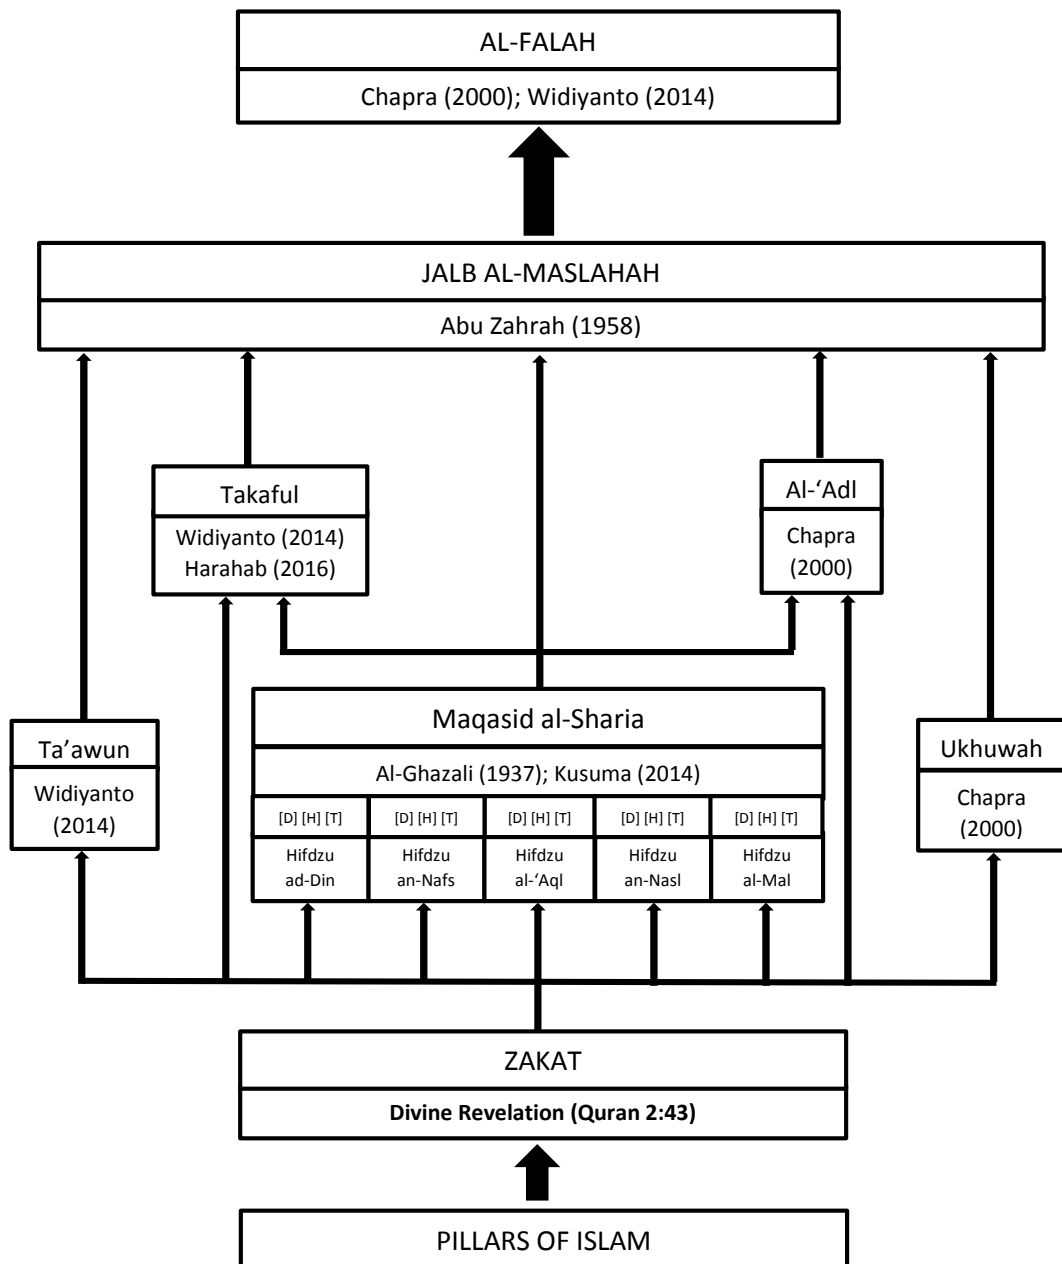 AL-FALAH
Chapra (2000); Widiyanto (2014)
JALB AL-MASLAHAH
Abu Zahrah (1958)
Takaful
Widiyanto (2014)
Harahab (2016)
Al-‘Adl
Chapra
(2000)
Ta’awun
Widiyanto
(2014)
Maqasid al-Sharia
Al-Ghazali (1937); Kusuma (2014)
[D] [H] [T]
[D] [H] [T]
[D] [H] [T]
[D] [H] [T]
[D] [H] [T]
Hifdzu
ad-Din
Hifdzu
an-Nafs
Hifdzu
al-‘Aql
Hifdzu
an-Nasl
Hifdzu
al-Mal
Ukhuwah
Chapra
(2000)
ZAKAT
Divine Revelation (Quran 2:43)
PILLARS OF ISLAM